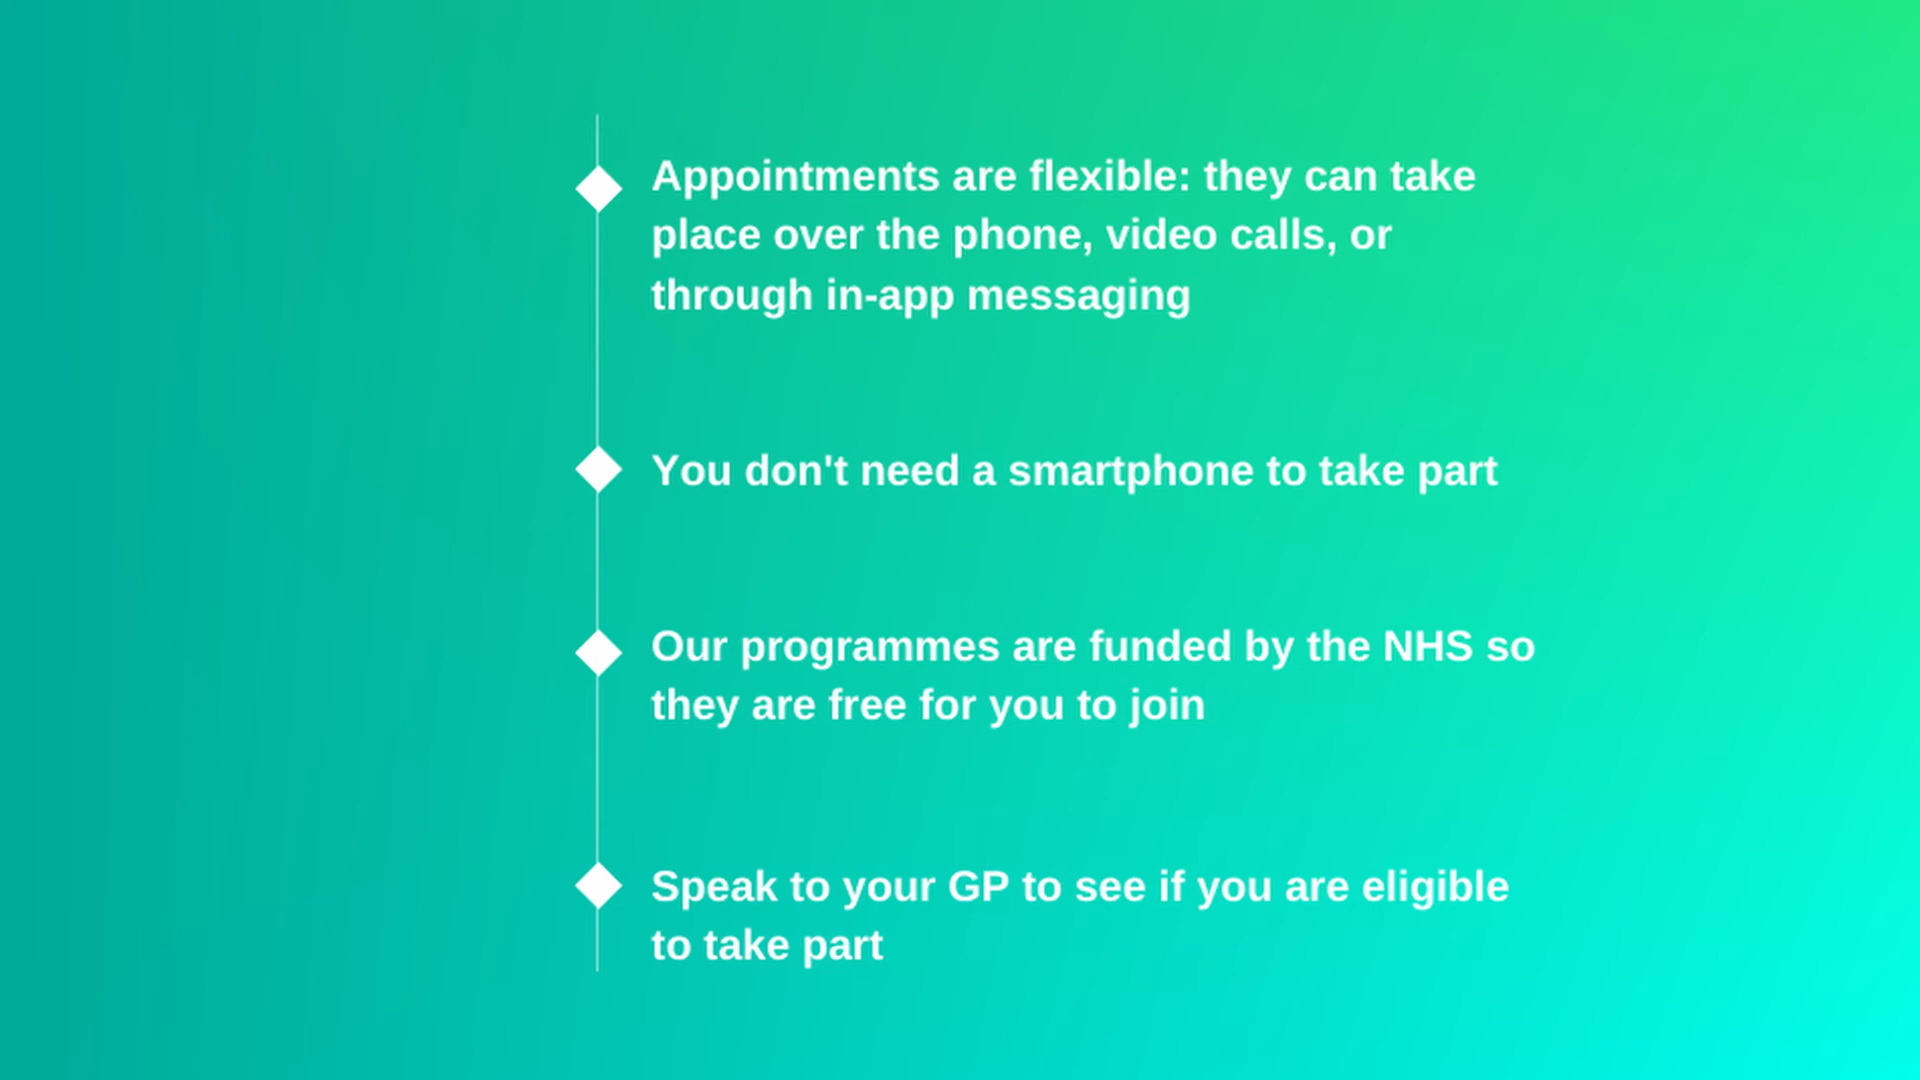 Appointments are flexible: they can take
place over the phone, video calls, or
through in-app messaging
You don't need a smartphone to take part
Our programmes are funded by the NHS so
they are free for you to join
Speak to your GP to see if you are eligible
to take part